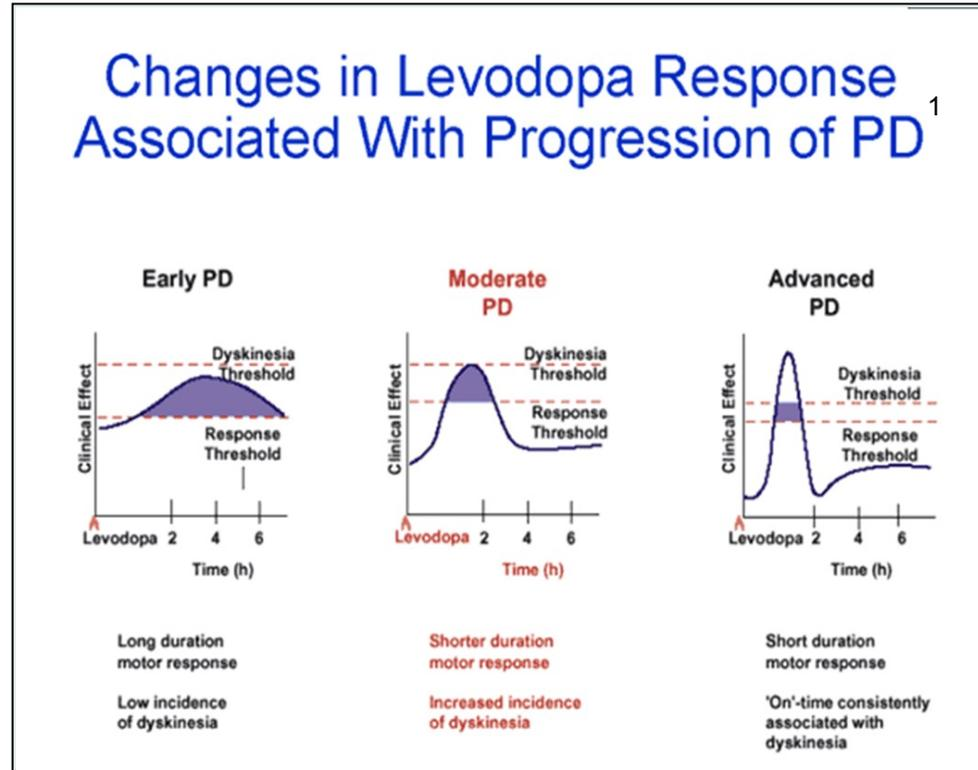 Changes in Levodopa Response
Associated With Progression of PD
1
Early PD
Clinical Effect
Dyskinesia
Threshold
Response
Threshold
Levodopa 2 4 6
Time (h)
Long duration
motor response
Low incidence
of dyskinesia
Moderate
PD
Clinical Effect
Dyskinesia
Threshold
Response
Threshold
Levodopa 2 4 6
Time (h)
Shorter duration
motor response
Increased incidence
of dyskinesia
Advanced
PD
Clinical Effect
Dyskinesia
Threshold
Response
Threshold
Levodopa 2 4 6
Time (h)
Short duration
motor response
'On'-time consistently
associated with
dyskinesia